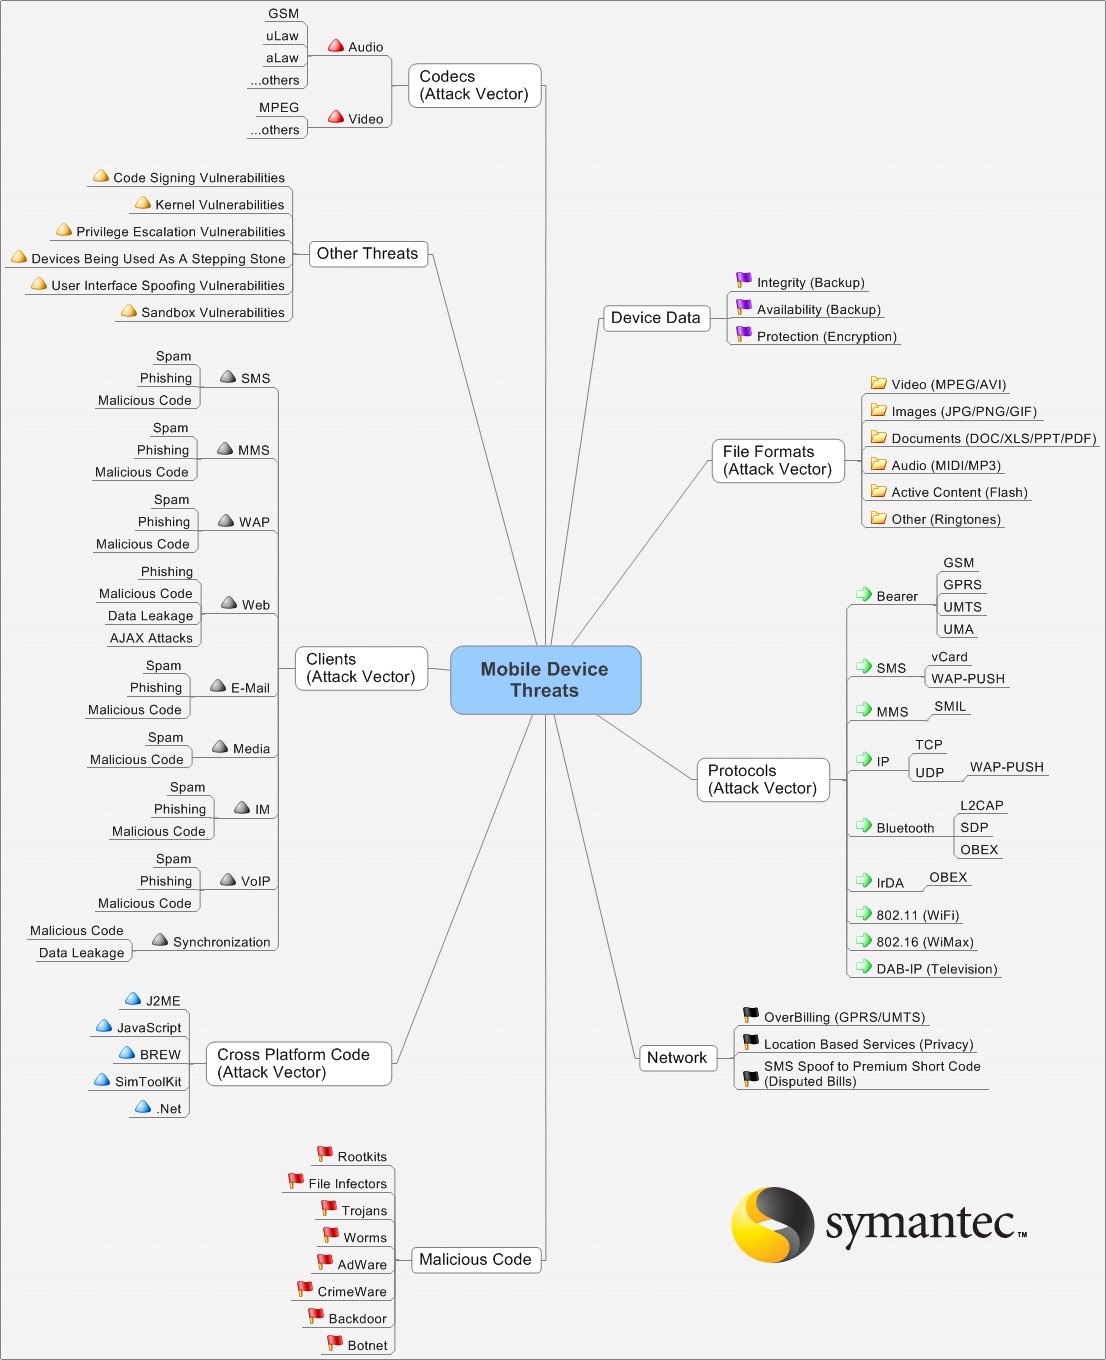 GSM
uLaw
aLaw
...others
Audio
MPEG
...others
Video
Codecs
(Attack Vector)
Code Signing Vulnerabilities
Kernel Vulnerabilities
Privilege Escalation Vulnerabilities
Devices Being Used As A Stepping Stone
User Interface Spoofing Vulnerabilities
Sandbox Vulnerabilities
Other Threats
Spam
Phishing
Malicious Code
SMS
Spam
Phishing
Malicious Code
MMS
Spam
Phishing
Malicious Code
WAP
Phishing
Malicious Code
Data Leakage
AJAX Attacks
Web
Spam
Phishing
Malicious Code
E-Mail
Spam
Malicious Code
Media
Spam
Phishing
Malicious Code
IM
Spam
Phishing
Malicious Code
VoIP
Malicious Code
Data Leakage
Synchronization
Clients
(Attack Vector)
J2ME
JavaScript
BREW
SimToolKit
.Net
Cross Platform Code
(Attack Vector)
Rootkits
File Infectors
Trojans
Worms
AdWare
CrimeWare
Backdoor
Botnet
Malicious Code
Mobile Device
Threats
Device Data
Integrity (Backup)
Availability (Backup)
Protection (Encryption)
File Formats
(Attack Vector)
Video (MPEG/AVI)
Images (JPG/PNG/GIF)
Documents (DOC/XLS/PPT/PDF)
Audio (MIDI/MP3)
Active Content (Flash)
Other (Ringtones)
Protocols
(Attack Vector)
Bearer
GSM
GPRS
UMTS
UMA
SMS
vCard
WAP-PUSH
MMS
SMIL
IP
TCP
UDP
WAP-PUSH
Bluetooth
L2CAP
SDP
OBEX
IrDA
OBEX
802.11 (WiFi)
802.16 (WiMax)
DAB-IP (Television)
Network
OverBilling (GPRS/UMTS)
Location Based Services (Privacy)
SMS Spoof to Premium Short Code
(Disputed Bills)
symantec™